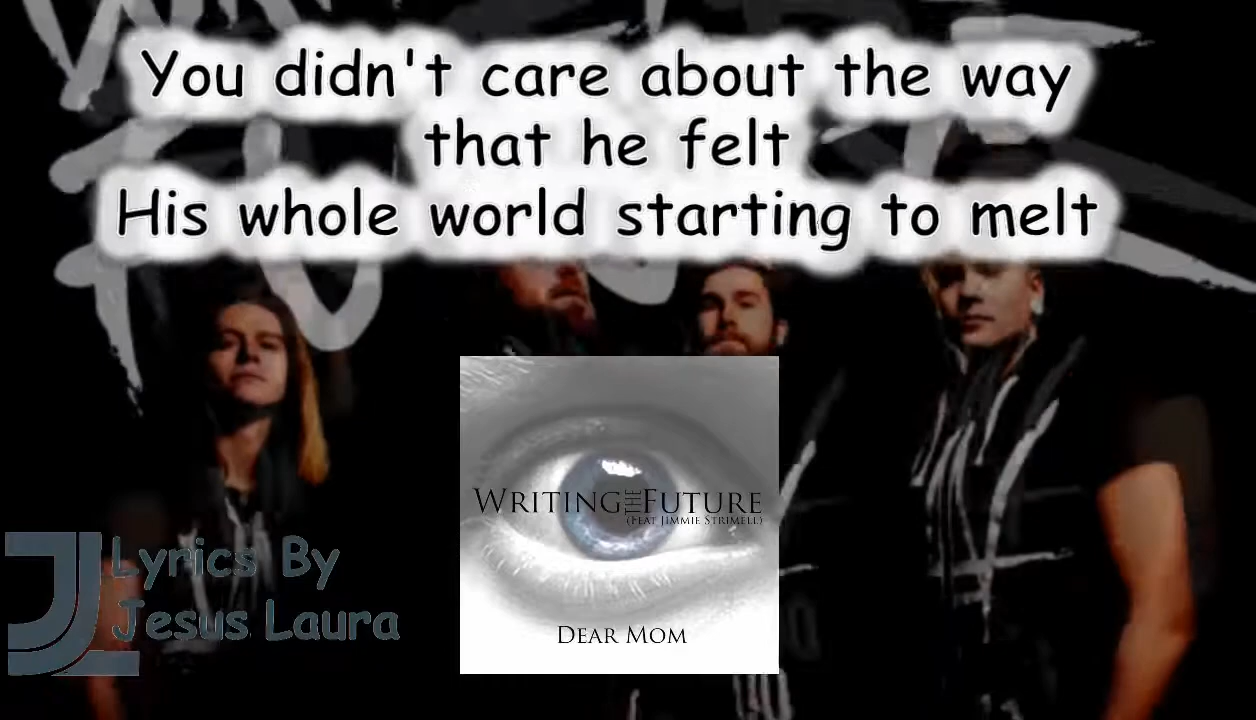 You didn't care about the way
that he felt
His whole world starting to melt
WRITING THE FUTURE
(FEAT JIMMIE STRIMELL)
DEAR MOM
Lyrics By
Jesus Laura